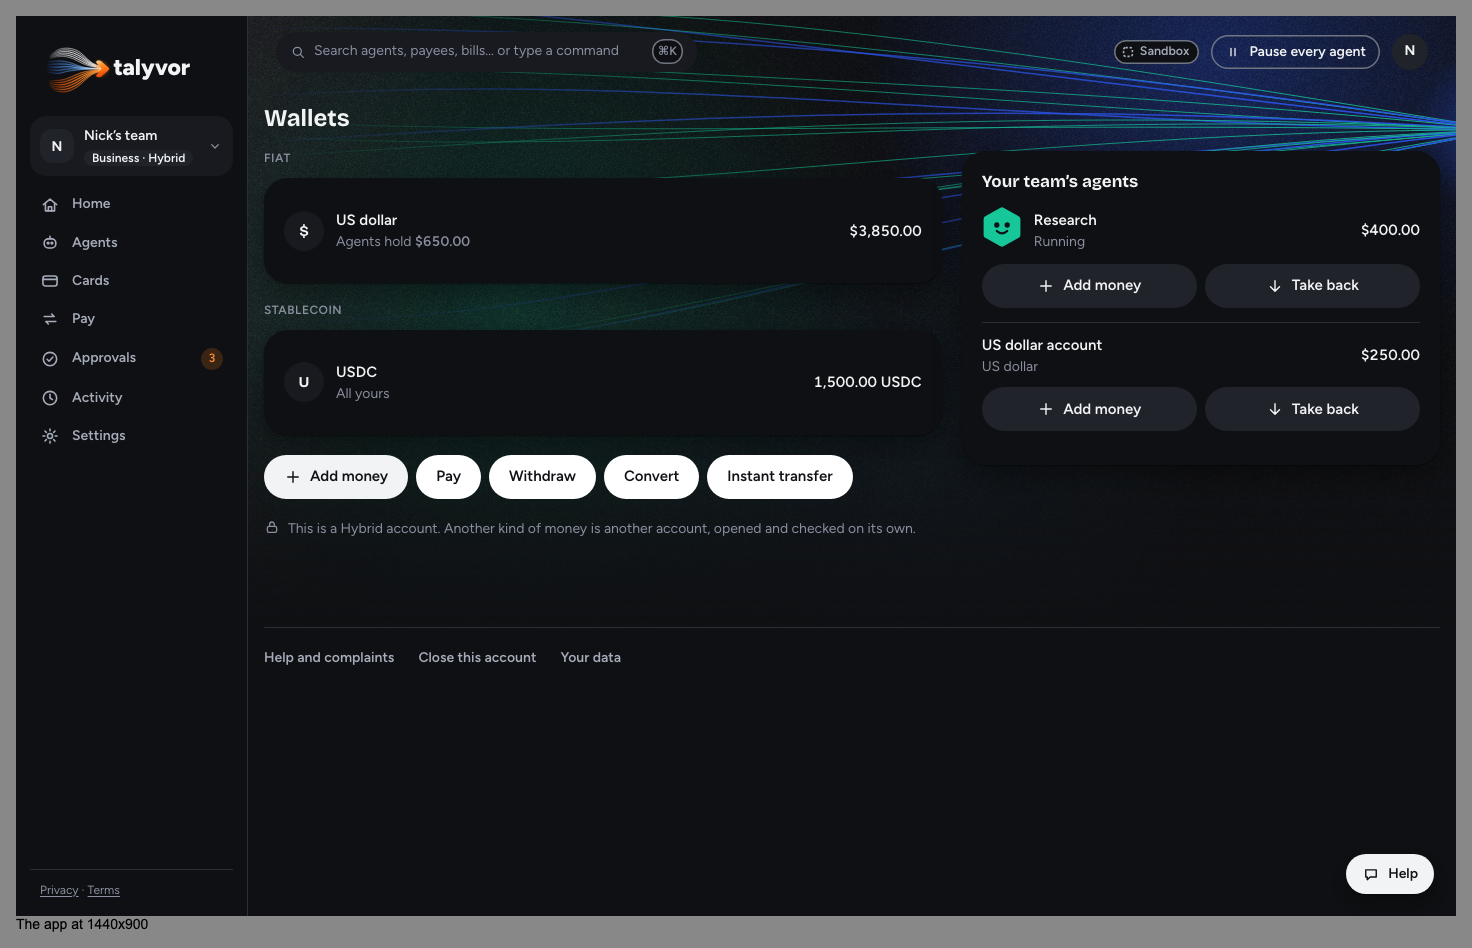 talyvor
N
Nick's team
Business · Hybrid
Home
Agents
Cards
Pay
Approvals
3
Activity
Settings
Privacy · Terms
Search agents, payees, bills... or type a command
⌘K
Sandbox
Pause every agent
N
Wallets
FIAT
$
US dollar
Agents hold $650.00
$3,850.00
STABLECOIN
U
USDC
All yours
1,500.00 USDC
+ Add money
Pay
Withdraw
Convert
Instant transfer
This is a Hybrid account. Another kind of money is another account, opened and checked on its own.
Your team's agents
Research
Running
$400.00
+ Add money
↓ Take back
US dollar account
US dollar
$250.00
+ Add money
↓ Take back
Help and complaints
Close this account
Your data
Help
The app at 1440x900